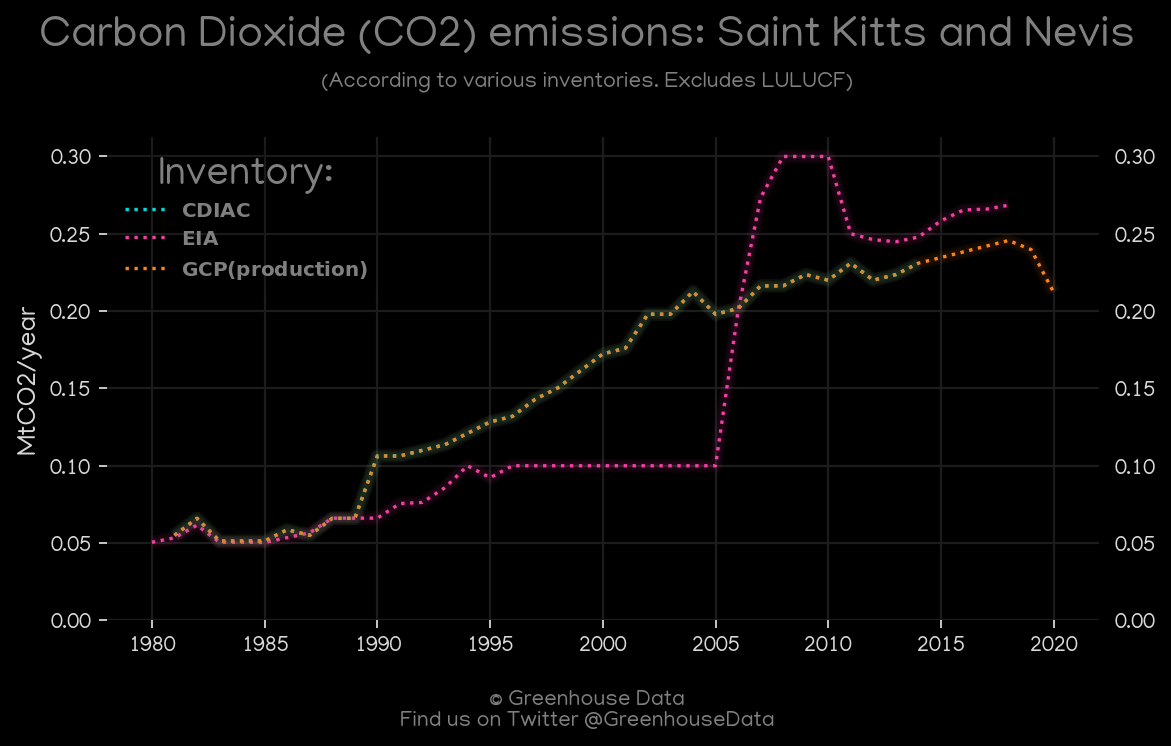 Carbon Dioxide (CO2) emissions: Saint Kitts and Nevis
(According to various inventories. Excludes LULUCF)
Inventory:
CDIAC
EIA
GCP(production)
MtCO2/year
0.30
0.25
0.20
0.15
0.10
0.05
0.00
0.30
0.25
0.20
0.15
0.10
0.05
0.00
1980 1985 1990 1995 2000 2005 2010 2015 2020
© Greenhouse Data
Find us on Twitter @GreenhouseData